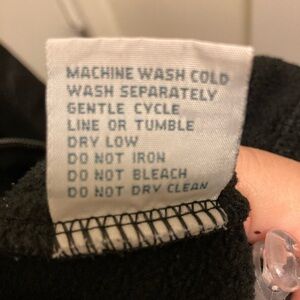 MACHINE WASH COLD
WASH SEPARATELY
GENTLE CYCLE
LINE OR TUMBLE
DRY LOW
DO NOT IRON
DO NOT BLEACH
DO NOT DRY CLEAN